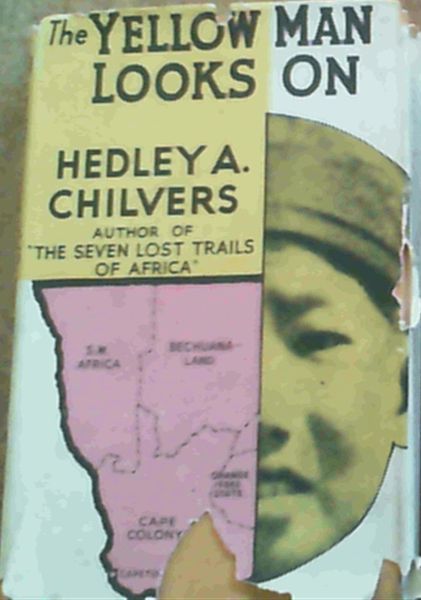 The YELLOW MAN
LOOKS ON
HEDLEY A.
CHILVERS
AUTHOR OF
"THE SEVEN LOST TRAILS
OF AFRICA"
S.W.
AFRICA
BECHUANA
LAND
ORANGE
FREE
STATE
CAPE
COLONY